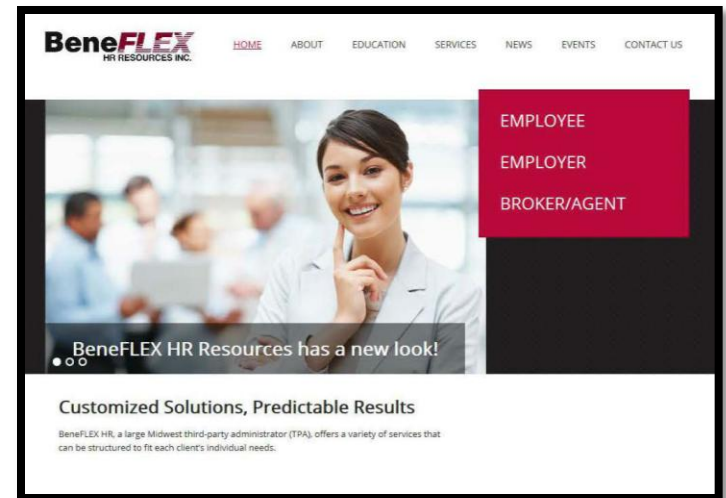 BeneFLEX
HR RESOURCES INC.
HOME ABOUT EDUCATION SERVICES NEWS EVENTS CONTACT US
EMPLOYEE
EMPLOYER
BROKER/AGENT
BeneFLEX HR Resources has a new look!
Customized Solutions, Predictable Results
BeneFLEX HR, a large Midwest third-party administrator (TPA), offers a variety of services that
can be structured to fit each client's individual needs.